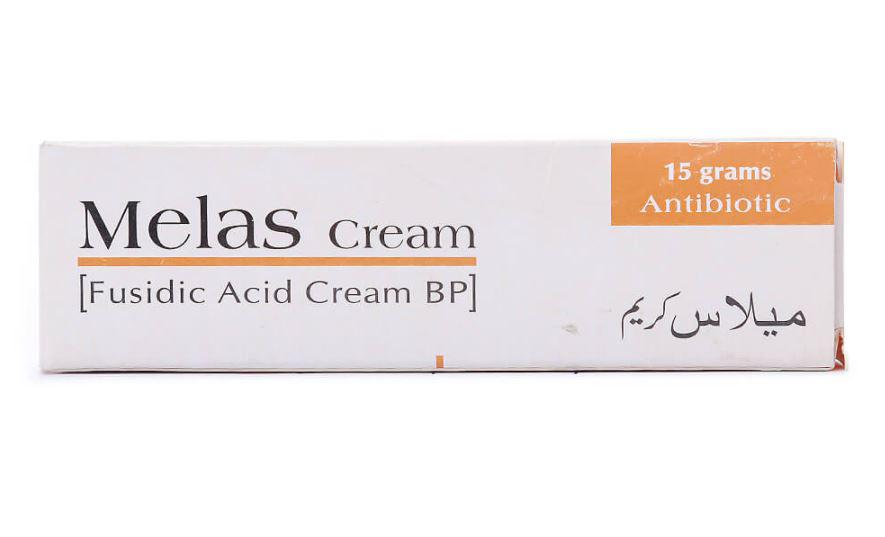 15 grams
Antibiotic
Melas Cream
[Fusidic Acid Cream BP]
میلاس کریم